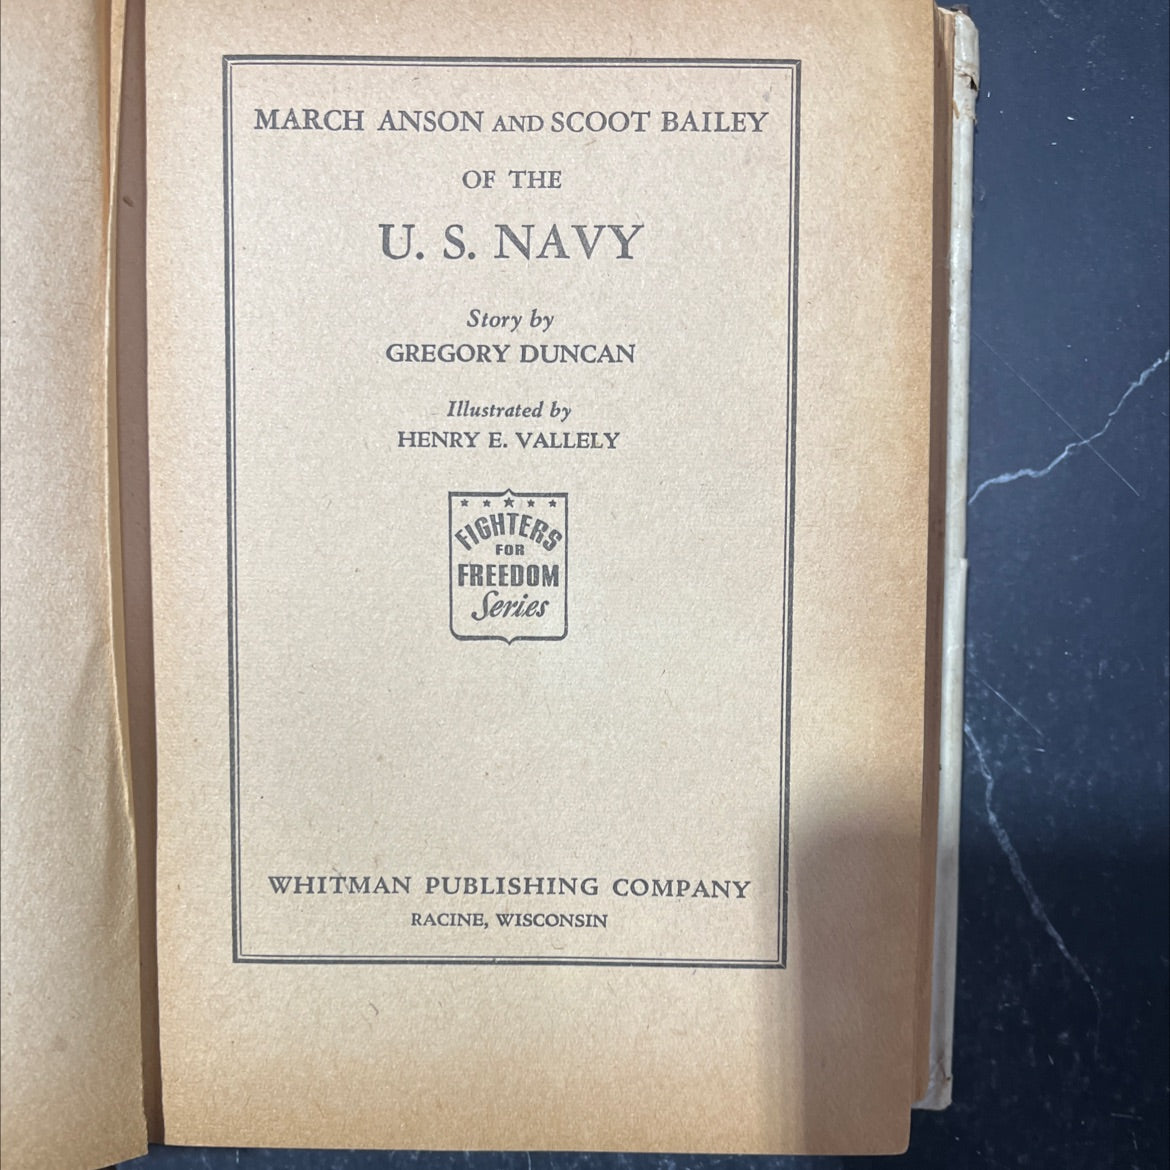 MARCH ANSON AND SCOOT BAILEY
OF THE
U. S. NAVY
Story by
GREGORY DUNCAN
Illustrated by
HENRY E. VALLELY
FIGHTERS
FOR
FREEDOM
Series
WHITMAN PUBLISHING COMPANY
RACINE, WISCONSIN